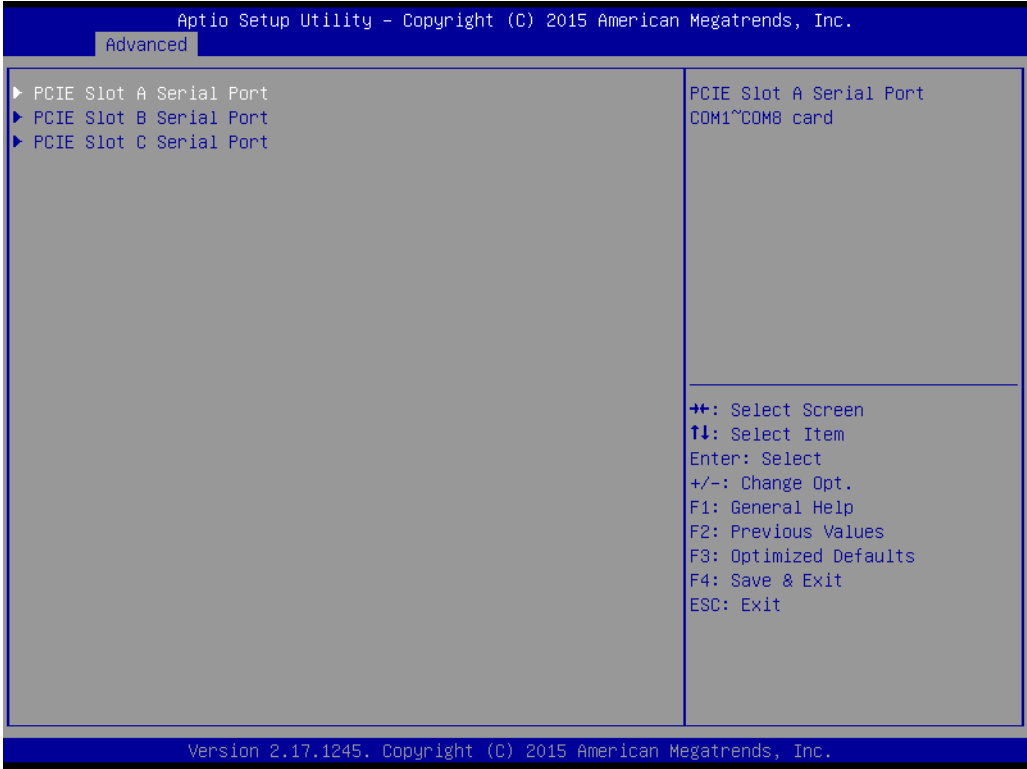 Aptio Setup Utility – Copyright (C) 2015 American Megatrends, Inc.
Advanced
▶ PCIE Slot A Serial Port
▶ PCIE Slot B Serial Port
▶ PCIE Slot C Serial Port
PCIE Slot A Serial Port
COM1~COM8 card
→←: Select Screen
↑↓: Select Item
Enter: Select
+/-: Change Opt.
F1: General Help
F2: Previous Values
F3: Optimized Defaults
F4: Save & Exit
ESC: Exit
Version 2.17.1245. Copyright (C) 2015 American Megatrends, Inc.